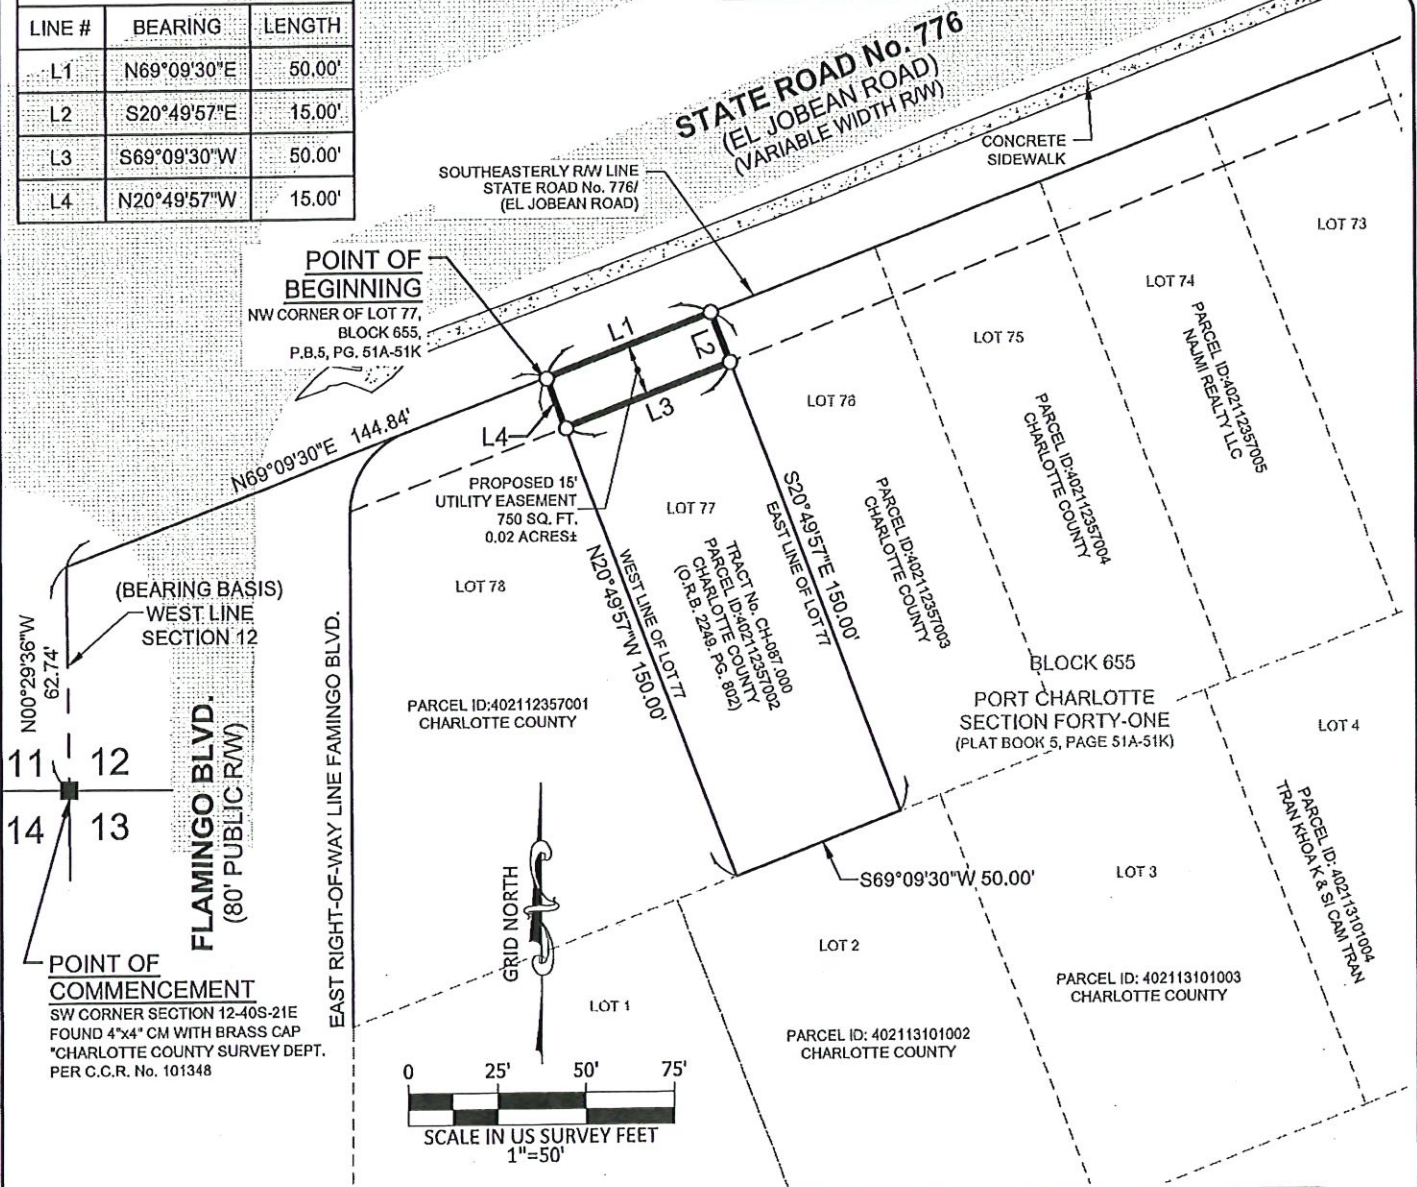 LINE # BEARING LENGTH
L1 N69°09'30"E 50.00'
L2 S20°49'57"E 15.00'
L3 S69°09'30"W 50.00'
L4 N20°49'57"W 15.00'
STATE ROAD No. 776
(EL JOBEAN ROAD)
(VARIABLE WIDTH R/W)
CONCRETE
SIDEWALK
SOUTHEASTERLY R/W LINE
STATE ROAD No. 776/
(EL JOBEAN ROAD)
POINT OF
BEGINNING
NW CORNER OF LOT 77,
BLOCK 655,
P.B.5, PG. 51A-51K
L1
L2
L3
L4
N69°09'30"E 144.84'
PROPOSED 15'
UTILITY EASEMENT
750 SQ. FT.
0.02 ACRES±
LOT 73
LOT 74
PARCEL ID:402112357005
NAJMI REALTY LLC
LOT 75
PARCEL ID:402112357004
CHARLOTTE COUNTY
LOT 76
PARCEL ID:402112357003
CHARLOTTE COUNTY
LOT 77
TRACT No. CH-087.000
PARCEL ID:402112357002
CHARLOTTE COUNTY
(O.R.B. 2249, PG. 802)
S20°49'57"E 150.00'
EAST LINE OF LOT 77
WEST LINE OF LOT 77
N20°49'57"W 150.00'
LOT 78
PARCEL ID:402112357001
CHARLOTTE COUNTY
(BEARING BASIS)
WEST LINE
SECTION 12
N00°29'36"W
62.74'
11 12
14 13
FLAMINGO BLVD.
(80' PUBLIC R/W)
EAST RIGHT-OF-WAY LINE FAMINGO BLVD.
BLOCK 655
PORT CHARLOTTE
SECTION FORTY-ONE
(PLAT BOOK 5, PAGE 51A-51K)
S69°09'30"W 50.00'
LOT 4
PARCEL ID: 402113101004
TRAN KHOA K & SI CAM TRAN
LOT 3
PARCEL ID: 402113101003
CHARLOTTE COUNTY
LOT 2
PARCEL ID: 402113101002
CHARLOTTE COUNTY
LOT 1
GRID NORTH
POINT OF
COMMENCEMENT
SW CORNER SECTION 12-40S-21E
FOUND 4"x4" CM WITH BRASS CAP
"CHARLOTTE COUNTY SURVEY DEPT.
PER C.C.R. No. 101348
0 25' 50' 75'
SCALE IN US SURVEY FEET
1"=50'